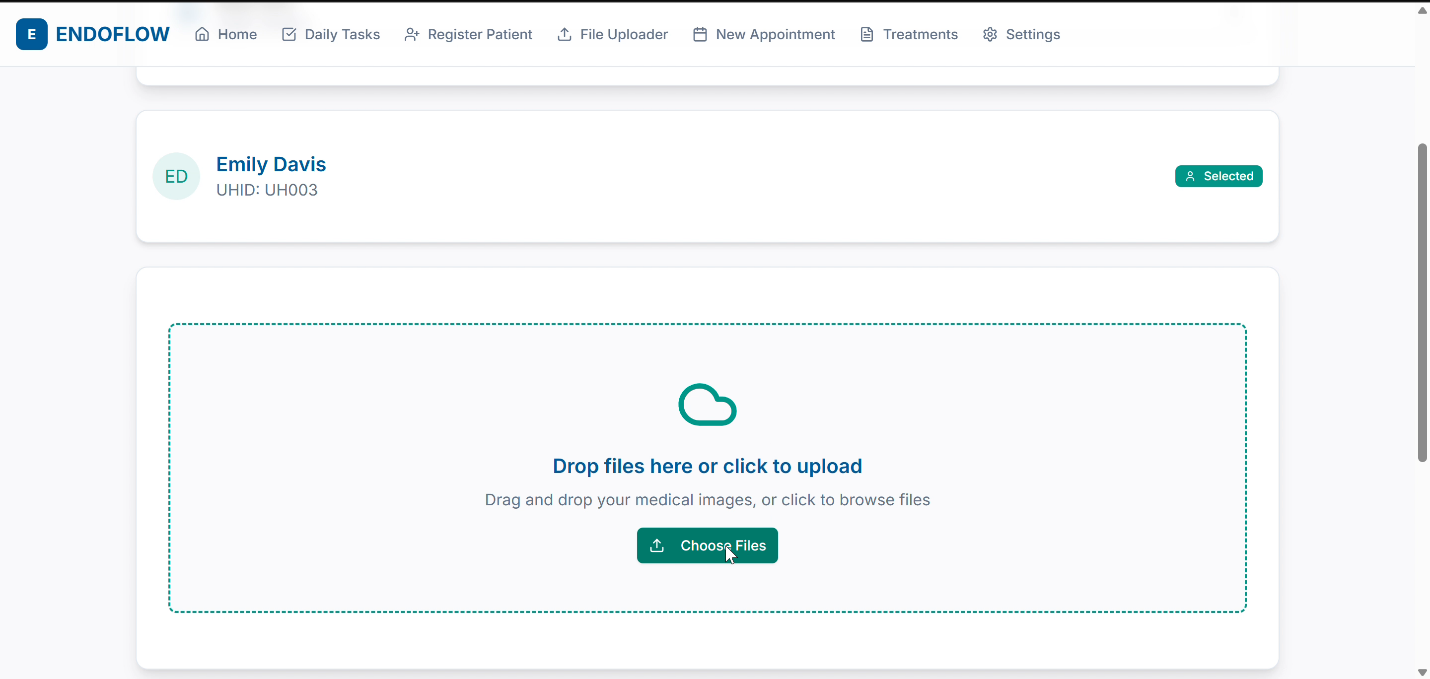 E ENDOFLOW Home Daily Tasks Register Patient File Uploader New Appointment Treatments Settings
ED
Emily Davis
UHID: UH003
Selected
Drop files here or click to upload
Drag and drop your medical images, or click to browse files
Choose Files